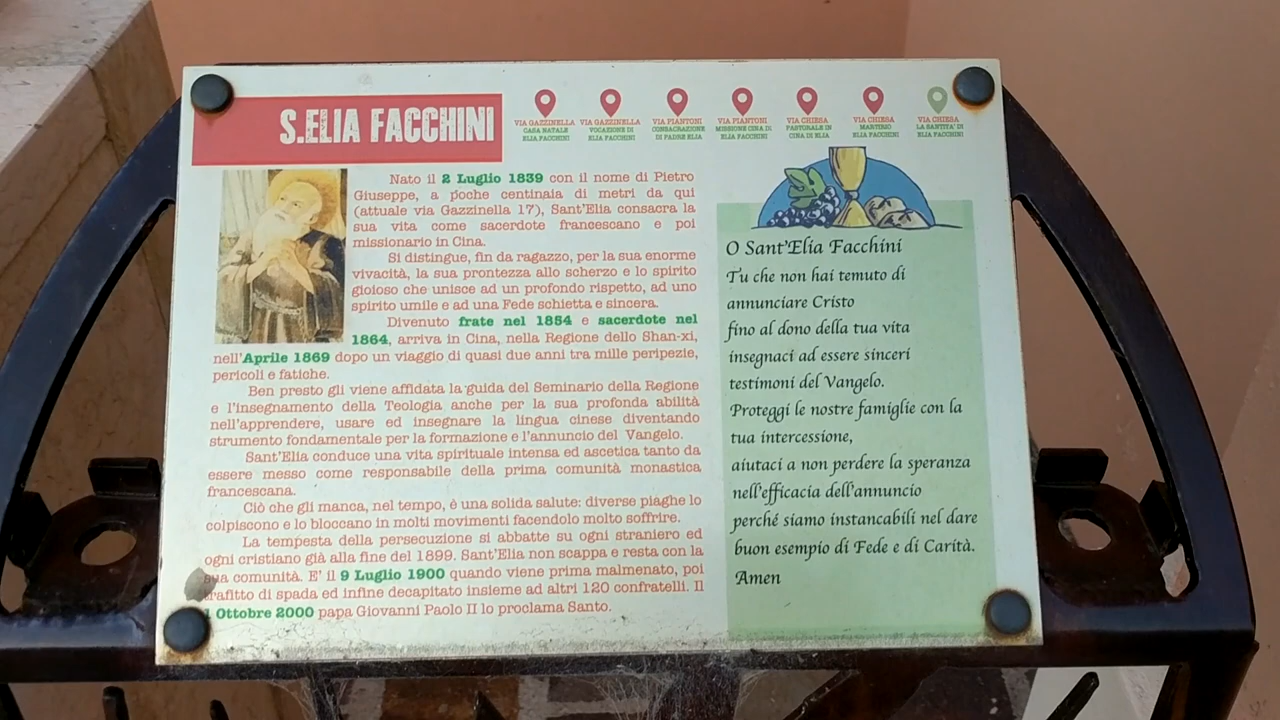 S.ELIA FACCHINI
VIA GAZZINELLA
CASA NATALE
ELIA FACCHINI
VIA GAZZINELLA
VOCAZIONE DI
ELIA FACCHINI
VIA PIANTONI
CONSACRAZIONE
DI PADRE ELIA
VIA PIANTONI
MISSIONE CINA DI
ELIA FACCHINI
VIA CHIESA
PASTORALE IN
CINA DI ELIA
VIA CHIESA
MARTIRIO
ELIA FACCHINI
VIA CHIESA
LA SANTITA' DI
ELIA FACCHINI
Nato il 2 Luglio 1839 con il nome di Pietro
Giuseppe, a poche centinaia di metri da qui
(attuale via Gazzinella 17), Sant'Elia consacra la
sua vita come sacerdote francescano e poi
missionario in Cina.
Si distingue, fin da ragazzo, per la sua enorme
vivacità, la sua prontezza allo scherzo e lo spirito
gioioso che unisce ad un profondo rispetto, ad uno
spirito umile e ad una Fede schietta e sincera.
Divenuto frate nel 1854 e sacerdote nel
1864, arriva in Cina, nella Regione dello Shan-xi,
nell'Aprile 1869 dopo un viaggio di quasi due anni tra mille peripezie,
pericoli e fatiche.
Ben presto gli viene affidata la guida del Seminario della Regione
e l'insegnamento della Teologia anche per la sua profonda abilità
nell'apprendere, usare ed insegnare la lingua cinese diventando
strumento fondamentale per la formazione e l'annuncio del Vangelo.
Sant'Elia conduce una vita spirituale intensa ed ascetica tanto da
essere messo come responsabile della prima comunità monastica
francescana.
Ciò che gli manca, nel tempo, è una solida salute: diverse piaghe lo
colpiscono e lo bloccano in molti movimenti facendolo molto soffrire.
La tempesta della persecuzione si abbatte su ogni straniero ed
ogni cristiano già alla fine del 1899. Sant'Elia non scappa e resta con la
sua comunità. E' il 9 Luglio 1900 quando viene prima malmenato, poi
trafitto di spada ed infine decapitato insieme ad altri 120 confratelli. Il
1 Ottobre 2000 papa Giovanni Paolo II lo proclama Santo.
O Sant'Elia Facchini
Tu che non hai temuto di
annunciare Cristo
fino al dono della tua vita
insegnaci ad essere sinceri
testimoni del Vangelo.
Proteggi le nostre famiglie con la
tua intercessione,
aiutaci a non perdere la speranza
nell'efficacia dell'annuncio
perché siamo instancabili nel dare
buon esempio di Fede e di Carità.
Amen